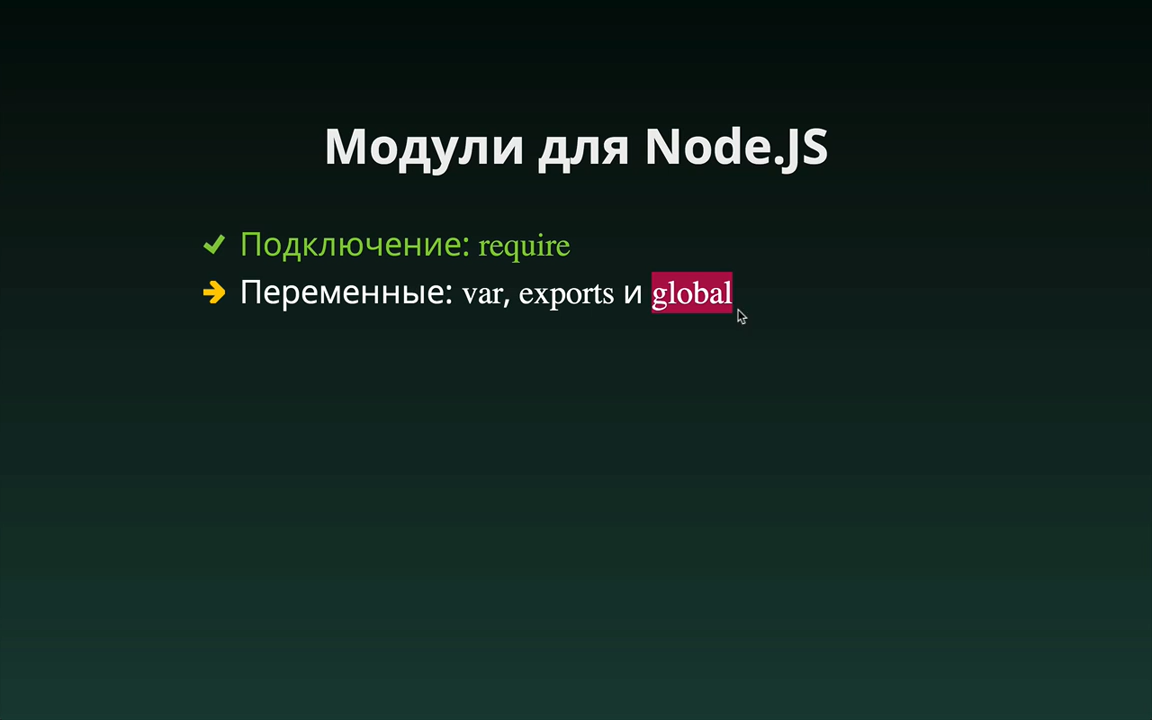 Модули для Node.JS
Подключение: require
Переменные: var, exports и global